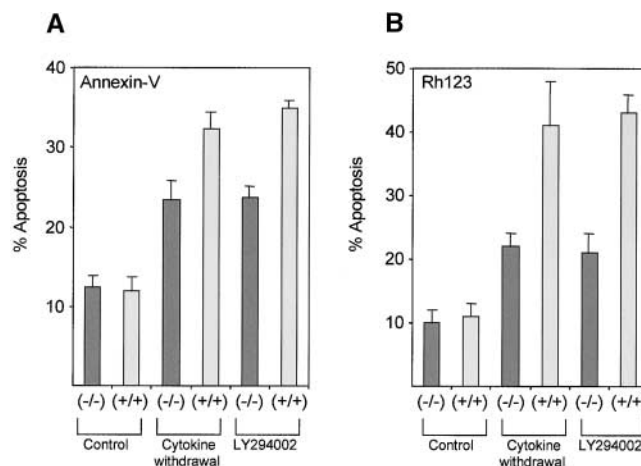 A
40
30
20
10
% Apoptosis
Annexin-V
(-/-) (+/+) (-/-) (+/+) (-/-) (+/+)
Control Cytokine withdrawal LY294002
B
50
40
30
20
10
% Apoptosis
Rh123
(-/-) (+/+) (-/-) (+/+) (-/-) (+/+)
Control Cytokine withdrawal LY294002